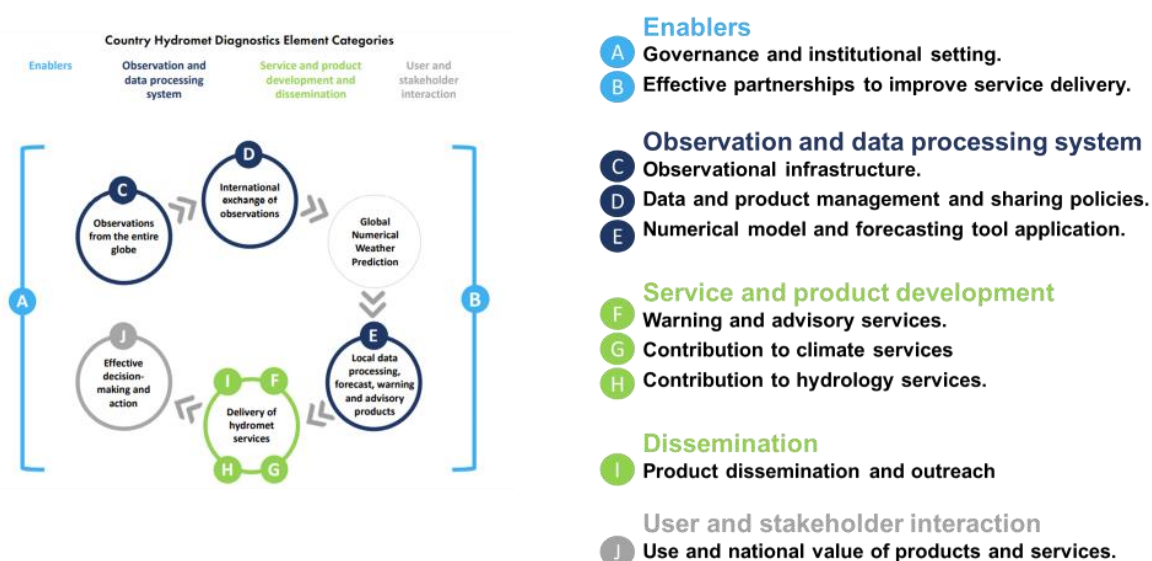 Country Hydromet Diagnostics Element Categories
Enablers
Observation and
data processing
system
Service and product
development and
dissemination
User and
stakeholder
interaction
A
B
C
Observations
from the entire
globe
D
International
exchange of
observations
Global
Numerical
Weather
Prediction
E
Local data
processing,
forecast, warning
and advisory
products
I
F
Delivery of
hydromet
services
H
G
J
Effective
decision-
making and
action
Enablers
A Governance and institutional setting.
B Effective partnerships to improve service delivery.
Observation and data processing system
C Observational infrastructure.
D Data and product management and sharing policies.
E Numerical model and forecasting tool application.
Service and product development
F Warning and advisory services.
G Contribution to climate services
H Contribution to hydrology services.
Dissemination
I Product dissemination and outreach
User and stakeholder interaction
J Use and national value of products and services.